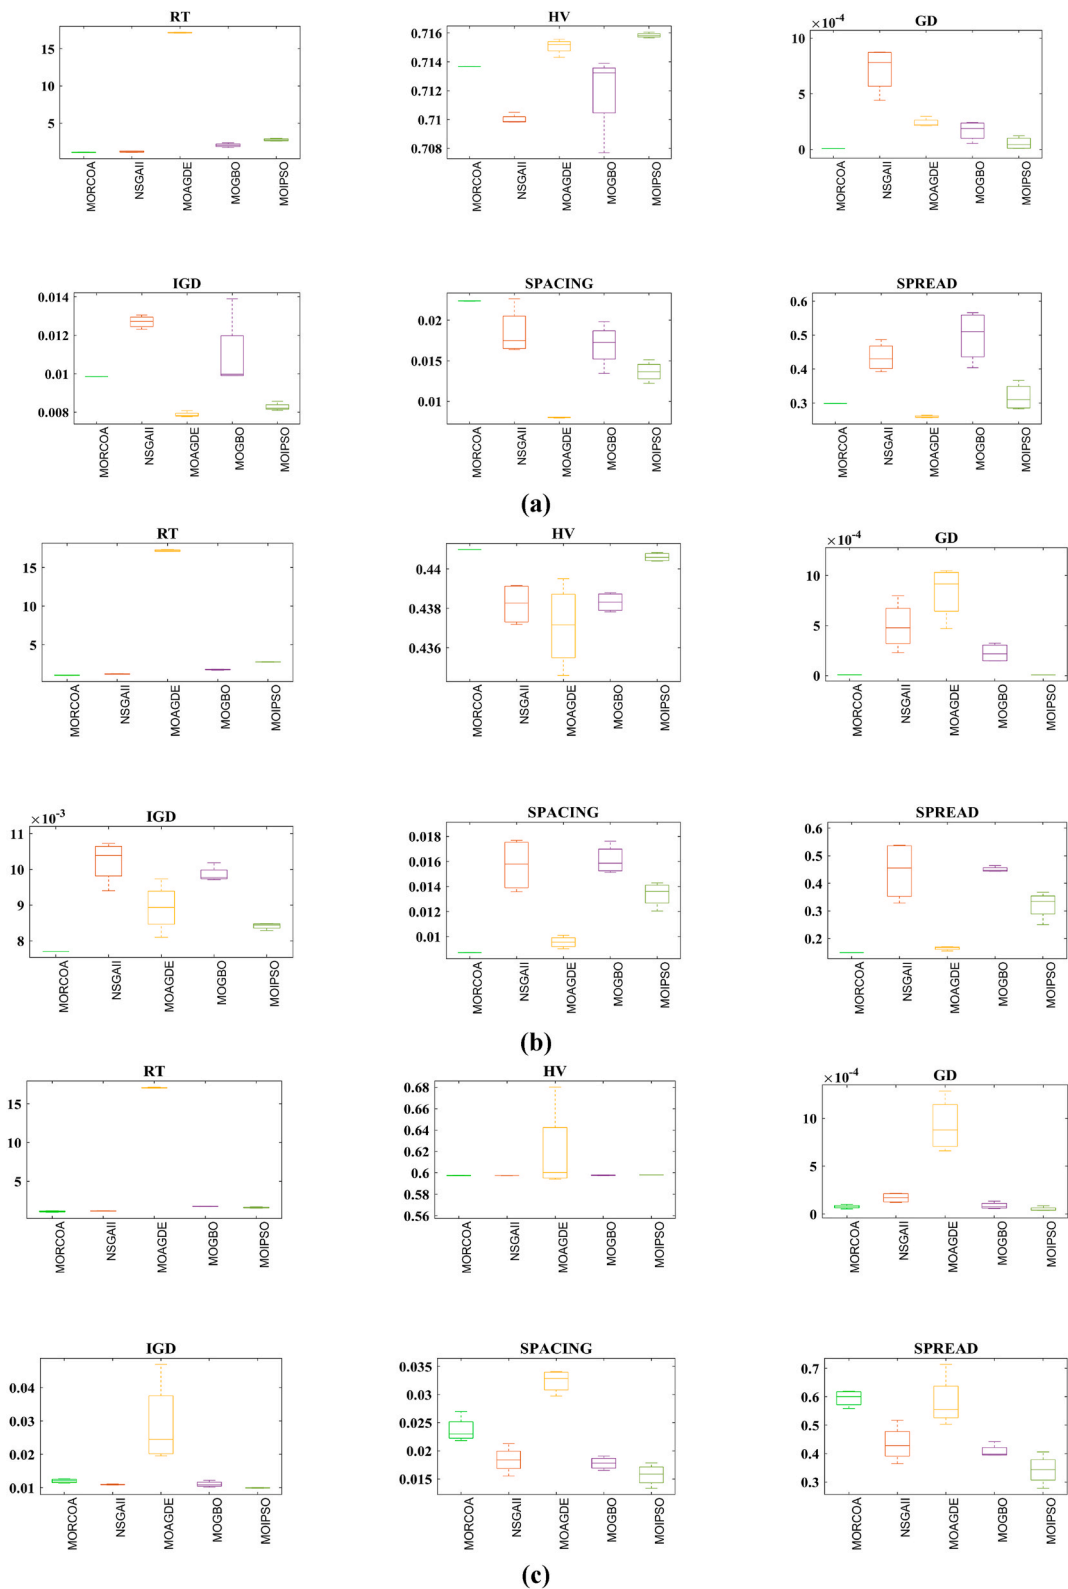 RT
15
5
MORCOA
NSGAII
MOAGDE
MOGBO
MOIPSO
HV
0.716
0.714
0.712
0.71
0.708
MORCOA
NSGAII
MOAGDE
MOGBO
MOIPSO
×10-4
GD
10
5
0
MORCOA
NSGAII
MOAGDE
MOGBO
MOIPSO
IGD
0.014
0.012
0.01
0.008
MORCOA
NSGAII
MOAGDE
MOGBO
MOIPSO
SPACING
0.02
0.015
0.01
MORCOA
NSGAII
MOAGDE
MOGBO
MOIPSO
SPREAD
0.6
0.5
0.4
0.3
MORCOA
NSGAII
MOAGDE
MOGBO
MOIPSO
(a)
RT
15
10
5
MORCOA
NSGAII
MOAGDE
MOGBO
MOIPSO
HV
0.44
0.438
0.436
MORCOA
NSGAII
MOAGDE
MOGBO
MOIPSO
×10-4
GD
10
5
0
MORCOA
NSGAII
MOAGDE
MOGBO
MOIPSO
×10-3
IGD
11
10
9
8
MORCOA
NSGAII
MOAGDE
MOGBO
MOIPSO
SPACING
0.018
0.016
0.014
0.012
0.01
MORCOA
NSGAII
MOAGDE
MOGBO
MOIPSO
SPREAD
0.6
0.5
0.4
0.3
0.2
MORCOA
NSGAII
MOAGDE
MOGBO
MOIPSO
(b)
RT
15
10
5
MORCOA
NSGAII
MOAGDE
MOGBO
MOIPSO
HV
0.68
0.66
0.64
0.62
0.6
0.58
0.56
MORCOA
NSGAII
MOAGDE
MOGBO
MOIPSO
×10-4
GD
10
5
0
MORCOA
NSGAII
MOAGDE
MOGBO
MOIPSO
IGD
0.04
0.03
0.02
0.01
MORCOA
NSGAII
MOAGDE
MOGBO
MOIPSO
SPACING
0.035
0.03
0.025
0.02
0.015
MORCOA
NSGAII
MOAGDE
MOGBO
MOIPSO
SPREAD
0.7
0.6
0.5
0.4
0.3
MORCOA
NSGAII
MOAGDE
MOGBO
MOIPSO
(c)